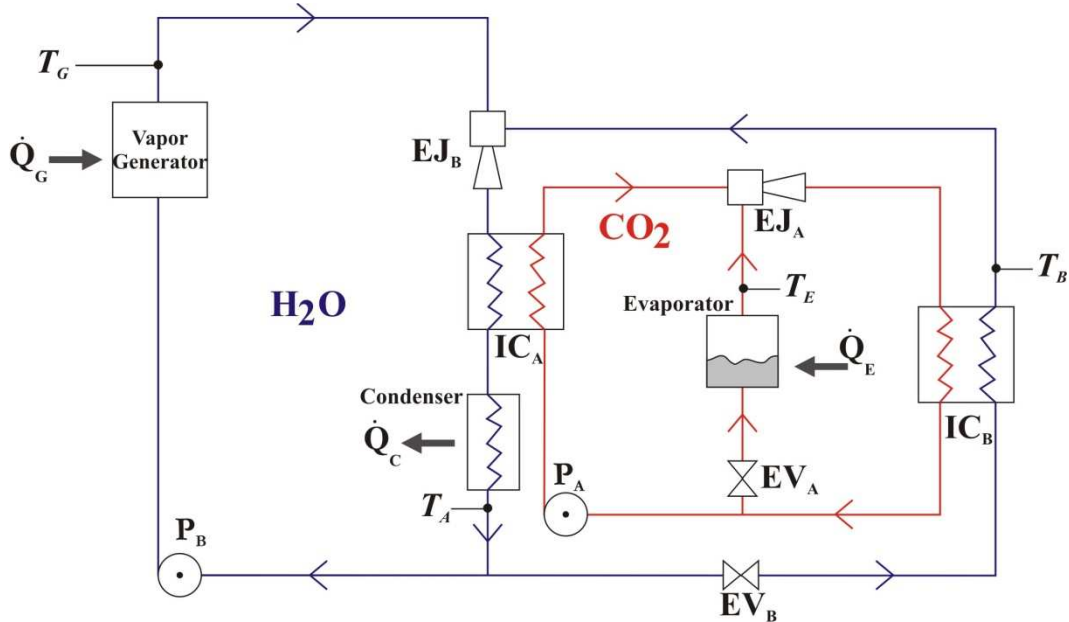 T_G
Vapor
Generator
Q̇_G
EJ_B
CO₂
EJ_A
T_B
T_E
H₂O
Evaporator
IC_A
Q̇_E
Condenser
IC_B
Q̇_C
EV_A
P_A
T_A
P_B
EV_B